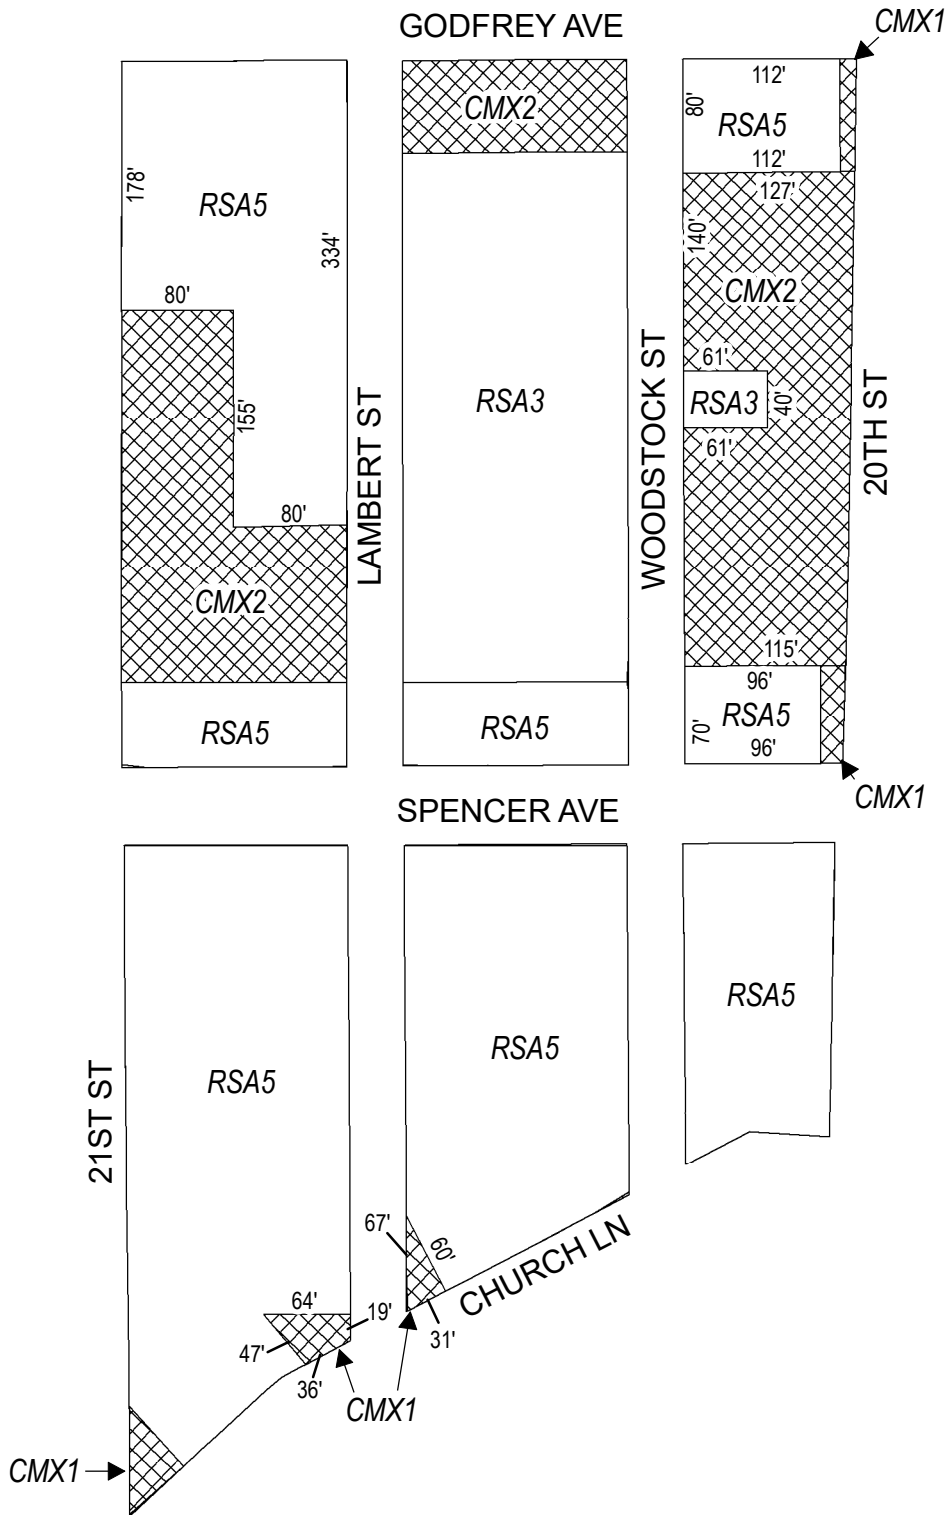 GODFREY AVE
CMX1
112'
80'
CMX2
RSA5
112'
178'
127'
RSA5
334'
140'
80'
CMX2
61'
155'
RSA3
RSA3
40'
61'
LAMBERT ST
WOODSTOCK ST
20TH ST
80'
CMX2
115'
96'
RSA5
RSA5
RSA5
70'
96'
CMX1
SPENCER AVE
RSA5
RSA5
RSA5
21ST ST
67'
60'
CHURCH LN
64'
19'
31'
47'
36'
CMX1
CMX1